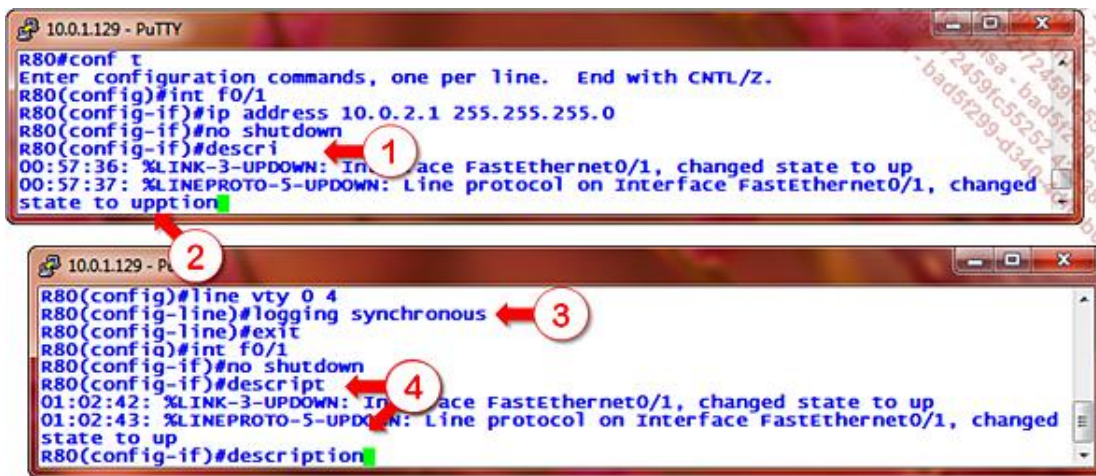 10.0.1.129 - PuTTY
R80#conf t
Enter configuration commands, one per line. End with CNTL/Z.
R80(config)#int f0/1
R80(config-if)#ip address 10.0.2.1 255.255.255.0
R80(config-if)#no shutdown
R80(config-if)#descri
1
00:57:36: %LINK-3-UPDOWN: In ace FastEthernet0/1, changed state to up
00:57:37: %LINEPROTO-5-UPDOWN: Line protocol on Interface FastEthernet0/1, changed
state to upption
2
10.0.1.129 - P
R80(config)#line vty 0 4
R80(config-line)#logging synchronous
3
R80(config-line)#exit
R80(config)#int f0/1
R80(config-if)#no shutdown
R80(config-if)#descript
4
01:02:42: %LINK-3-UPDOWN: In ace FastEthernet0/1, changed state to up
01:02:43: %LINEPROTO-5-UPDO N: Line protocol on Interface FastEthernet0/1, changed
state to up
R80(config-if)#description